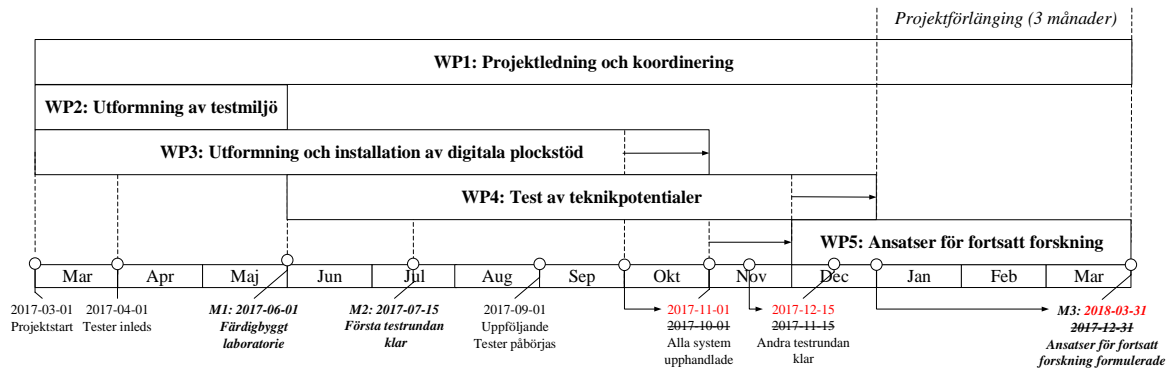 Projektförlänging (3 månader)
WP1: Projektledning och koordinering
WP2: Utformning av testmiljö
WP3: Utformning och installation av digitala plockstöd
WP4: Test av teknikpotentialer
WP5: Ansatser för fortsatt forskning
Mar Apr Maj Jun Jul Aug Sep Okt Nov Dec Jan Feb Mar
2017-03-01
Projektstart
2017-04-01
Tester inleds
M1: 2017-06-01
Färdigbyggt
laboratorie
M2: 2017-07-15
Första testrundan
klar
2017-09-01
Uppföljande
Tester påbörjas
2017-11-01
2017-10-01
Alla system
upphandlade
2017-12-15
2017-11-15
Andra testrundan
klar
M3: 2018-03-31
2017-12-31
Ansatser för fortsatt
forskning formulerade